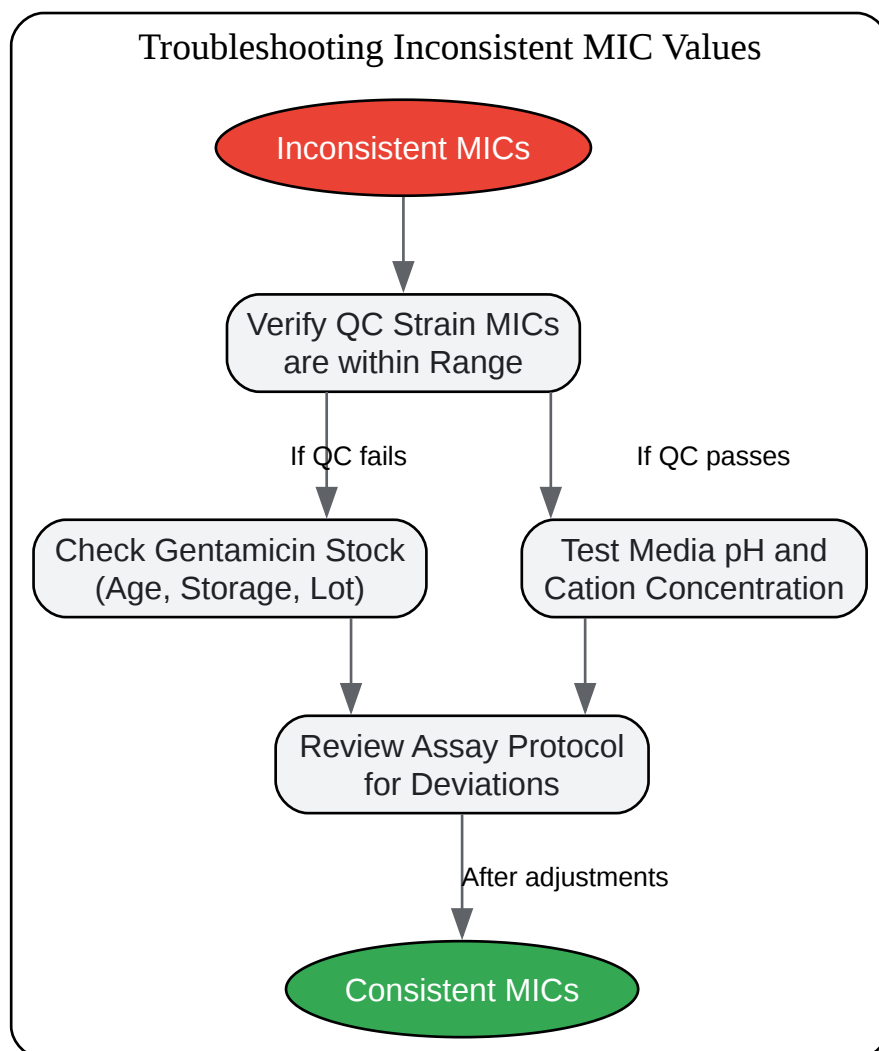 Troubleshooting Inconsistent MIC Values
Inconsistent MICs
Verify QC Strain MICs
are within Range
If QC fails
If QC passes
Check Gentamicin Stock
(Age, Storage, Lot)
Test Media pH and
Cation Concentration
Review Assay Protocol
for Deviations
After adjustments
Consistent MICs